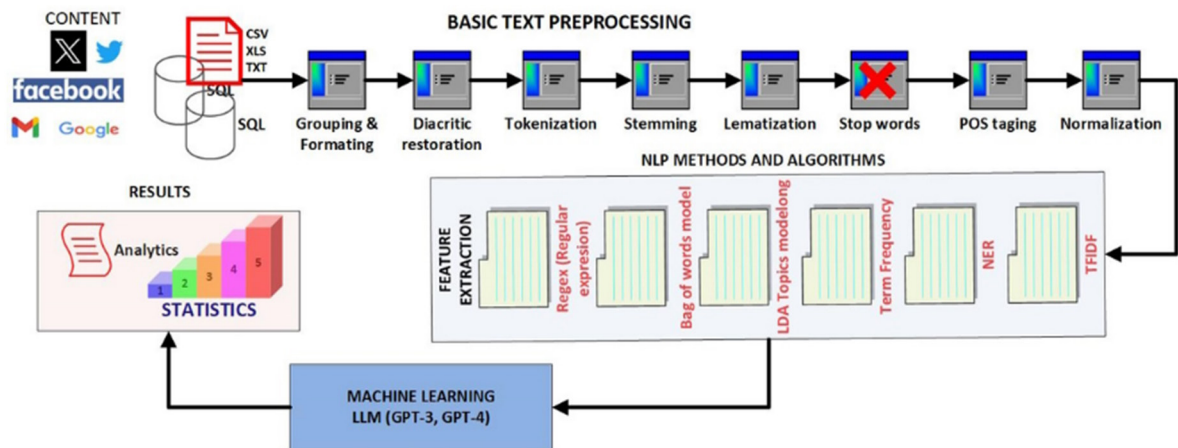 CONTENT
facebook
Google
CSV
XLS
TXT
SQL
SQL
BASIC TEXT PREPROCESSING
Grouping &
Formating
Diacritic
restoration
Tokenization
Stemming
Lematization
Stop words
POS taging
Normalization
NLP METHODS AND ALGORITHMS
FEATURE
EXTRACTION
Regex (Regular
expresion)
Bag of words model
LDA Topics modelong
Term Frequency
NER
TFIDF
MACHINE LEARNING
LLM (GPT-3, GPT-4)
RESULTS
Analytics
1
2
3
4
5
STATISTICS